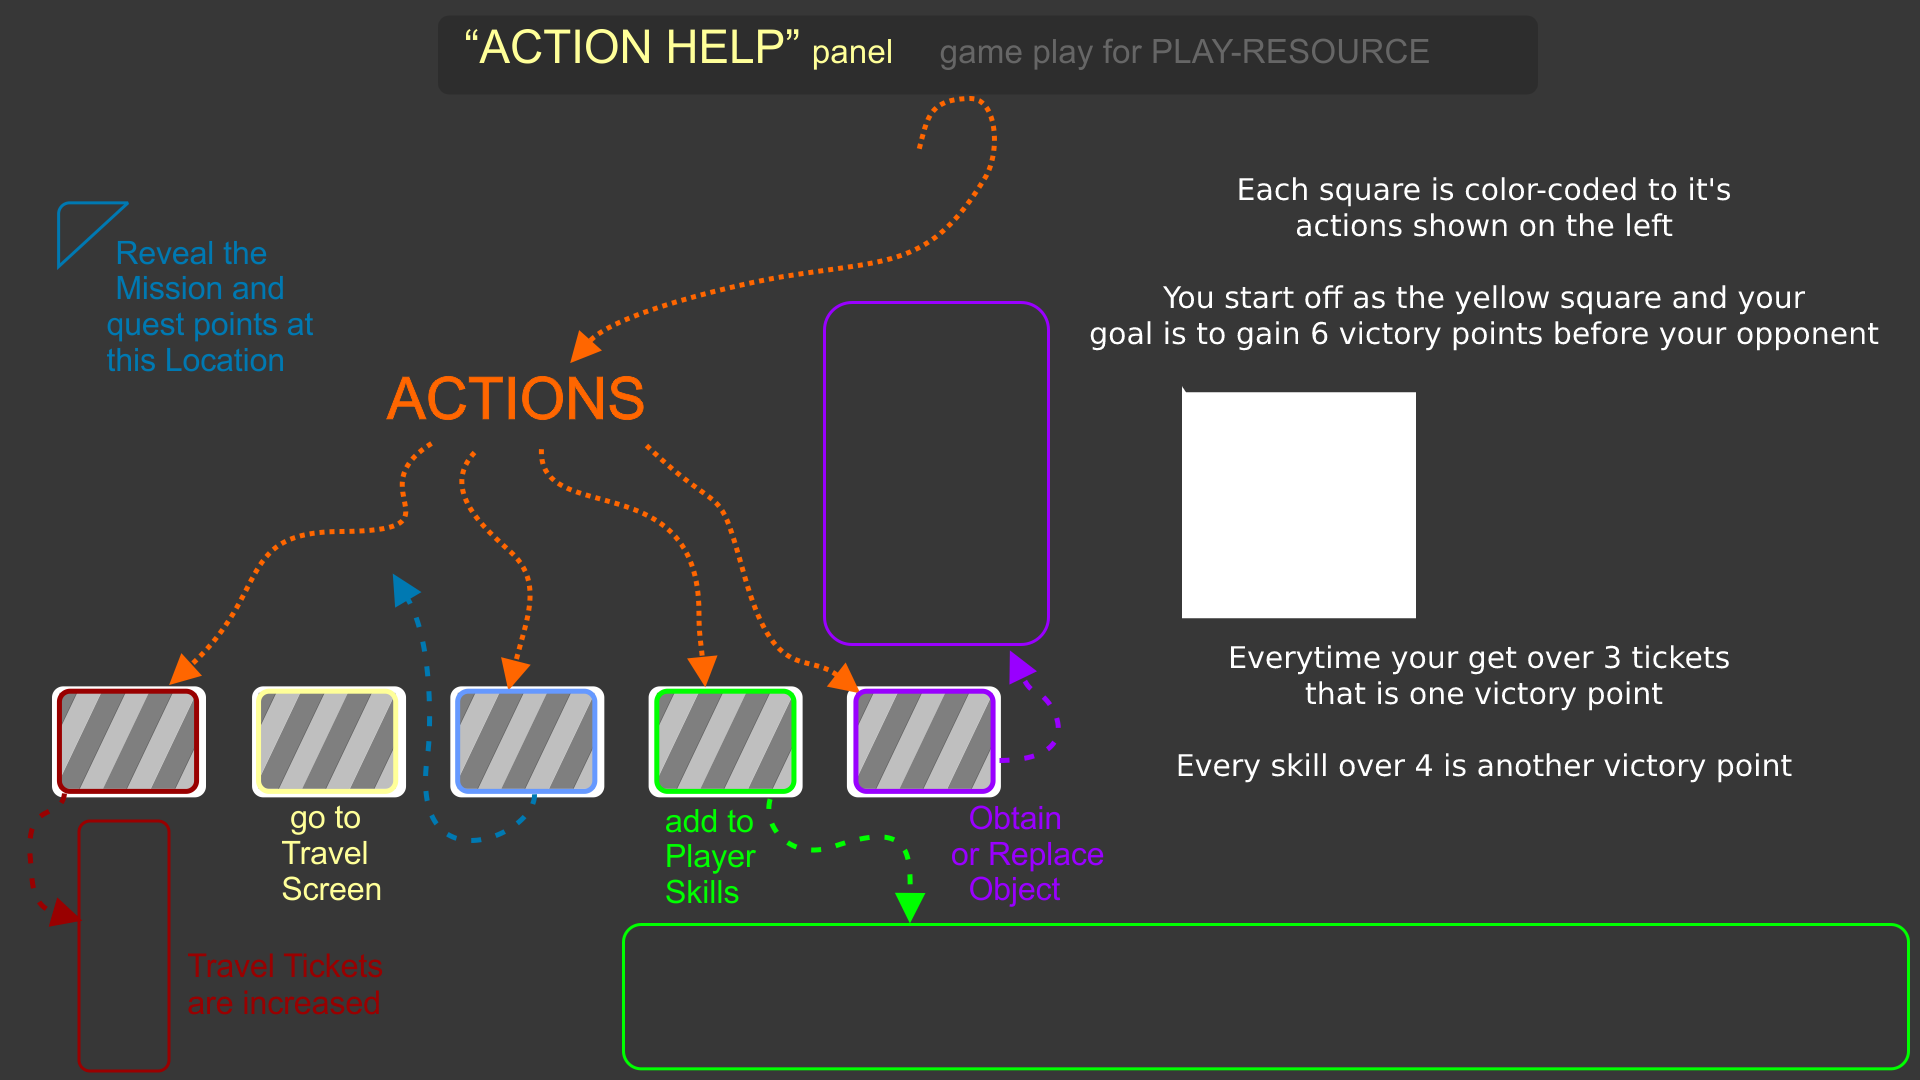 “ACTION HELP” panel game play for PLAY-RESOURCE
Each square is color-coded to it's
actions shown on the left
Reveal the
Mission and
quest points at
this Location
You start off as the yellow square and your
goal is to gain 6 victory points before your opponent
ACTIONS
Everytime your get over 3 tickets
that is one victory point
Every skill over 4 is another victory point
go to
Travel
Screen
add to
Player
Skills
Obtain
or Replace
Object
Travel Tickets
are increased